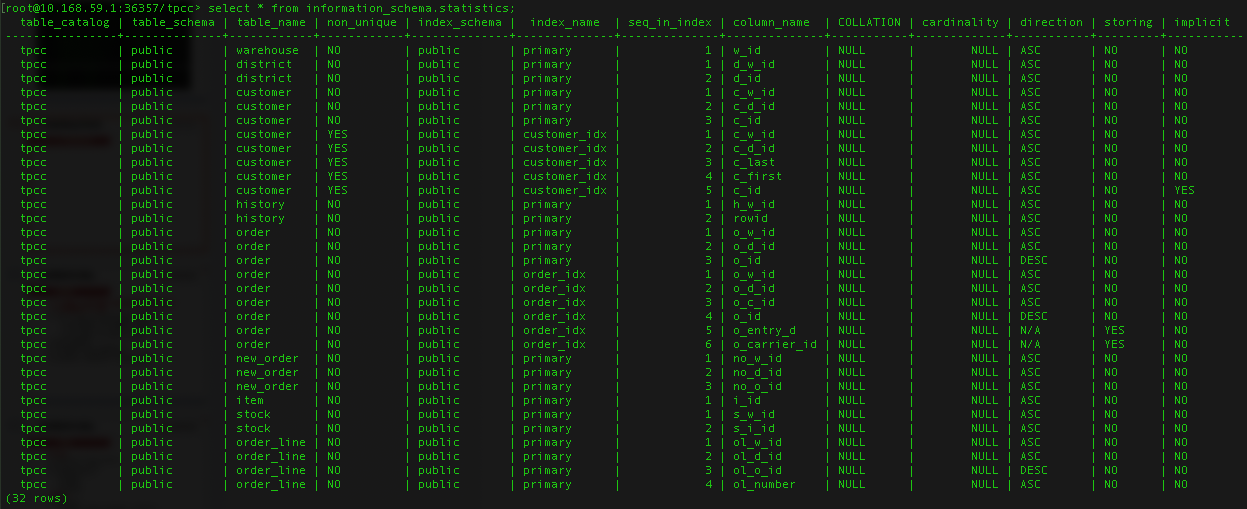 [root@10.168.59.1:36357/tpcc> select * from information_schema.statistics;
  table_catalog | table_schema | table_name | non_unique | index_schema |  index_name  | seq_in_index |  column_name  | COLLATION | cardinality | direction | storing | implicit
----------------+--------------+------------+------------+--------------+--------------+--------------+---------------+-----------+-------------+-----------+---------+-----------
  tpcc          | public       | warehouse  | NO         | public       | primary      |            1 | w_id          | NULL      |        NULL | ASC       | NO      | NO
  tpcc          | public       | district   | NO         | public       | primary      |            1 | d_w_id        | NULL      |        NULL | ASC       | NO      | NO
  tpcc          | public       | district   | NO         | public       | primary      |            2 | d_id          | NULL      |        NULL | ASC       | NO      | NO
  tpcc          | public       | customer   | NO         | public       | primary      |            1 | c_w_id        | NULL      |        NULL | ASC       | NO      | NO
  tpcc          | public       | customer   | NO         | public       | primary      |            2 | c_d_id        | NULL      |        NULL | ASC       | NO      | NO
  tpcc          | public       | customer   | NO         | public       | primary      |            3 | c_id          | NULL      |        NULL | ASC       | NO      | NO
  tpcc          | public       | customer   | YES        | public       | customer_idx |            1 | c_w_id        | NULL      |        NULL | ASC       | NO      | NO
  tpcc          | public       | customer   | YES        | public       | customer_idx |            2 | c_d_id        | NULL      |        NULL | ASC       | NO      | NO
  tpcc          | public       | customer   | YES        | public       | customer_idx |            3 | c_last        | NULL      |        NULL | ASC       | NO      | NO
  tpcc          | public       | customer   | YES        | public       | customer_idx |            4 | c_first       | NULL      |        NULL | ASC       | NO      | NO
  tpcc          | public       | customer   | YES        | public       | customer_idx |            5 | c_id          | NULL      |        NULL | ASC       | NO      | YES
  tpcc          | public       | history    | NO         | public       | primary      |            1 | h_w_id        | NULL      |        NULL | ASC       | NO      | NO
  tpcc          | public       | history    | NO         | public       | primary      |            2 | rowid         | NULL      |        NULL | ASC       | NO      | NO
  tpcc          | public       | order      | NO         | public       | primary      |            1 | o_w_id        | NULL      |        NULL | ASC       | NO      | NO
  tpcc          | public       | order      | NO         | public       | primary      |            2 | o_d_id        | NULL      |        NULL | ASC       | NO      | NO
  tpcc          | public       | order      | NO         | public       | primary      |            3 | o_id          | NULL      |        NULL | DESC      | NO      | NO
  tpcc          | public       | order      | NO         | public       | order_idx    |            1 | o_w_id        | NULL      |        NULL | ASC       | NO      | NO
  tpcc          | public       | order      | NO         | public       | order_idx    |            2 | o_d_id        | NULL      |        NULL | ASC       | NO      | NO
  tpcc          | public       | order      | NO         | public       | order_idx    |            3 | o_c_id        | NULL      |        NULL | ASC       | NO      | NO
  tpcc          | public       | order      | NO         | public       | order_idx    |            4 | o_id          | NULL      |        NULL | DESC      | NO      | NO
  tpcc          | public       | order      | NO         | public       | order_idx    |            5 | o_entry_d     | NULL      |        NULL | N/A       | YES     | NO
  tpcc          | public       | order      | NO         | public       | order_idx    |            6 | o_carrier_id | NULL      |        NULL | N/A       | YES     | NO
  tpcc          | public       | new_order  | NO         | public       | primary      |            1 | no_w_id       | NULL      |        NULL | ASC       | NO      | NO
  tpcc          | public       | new_order  | NO         | public       | primary      |            2 | no_d_id       | NULL      |        NULL | ASC       | NO      | NO
  tpcc          | public       | new_order  | NO         | public       | primary      |            3 | no_o_id       | NULL      |        NULL | ASC       | NO      | NO
  tpcc          | public       | item       | NO         | public       | primary      |            1 | i_id          | NULL      |        NULL | ASC       | NO      | NO
  tpcc          | public       | stock      | NO         | public       | primary      |            1 | s_w_id        | NULL      |        NULL | ASC       | NO      | NO
  tpcc          | public       | stock      | NO         | public       | primary      |            2 | s_i_id        | NULL      |        NULL | ASC       | NO      | NO
  tpcc          | public       | order_line | NO         | public       | primary      |            1 | ol_w_id       | NULL      |        NULL | ASC       | NO      | NO
  tpcc          | public       | order_line | NO         | public       | primary      |            2 | ol_d_id       | NULL      |        NULL | ASC       | NO      | NO
  tpcc          | public       | order_line | NO         | public       | primary      |            3 | ol_o_id       | NULL      |        NULL | DESC      | NO      | NO
  tpcc          | public       | order_line | NO         | public       | primary      |            4 | ol_number     | NULL      |        NULL | ASC       | NO      | NO
(32 rows)